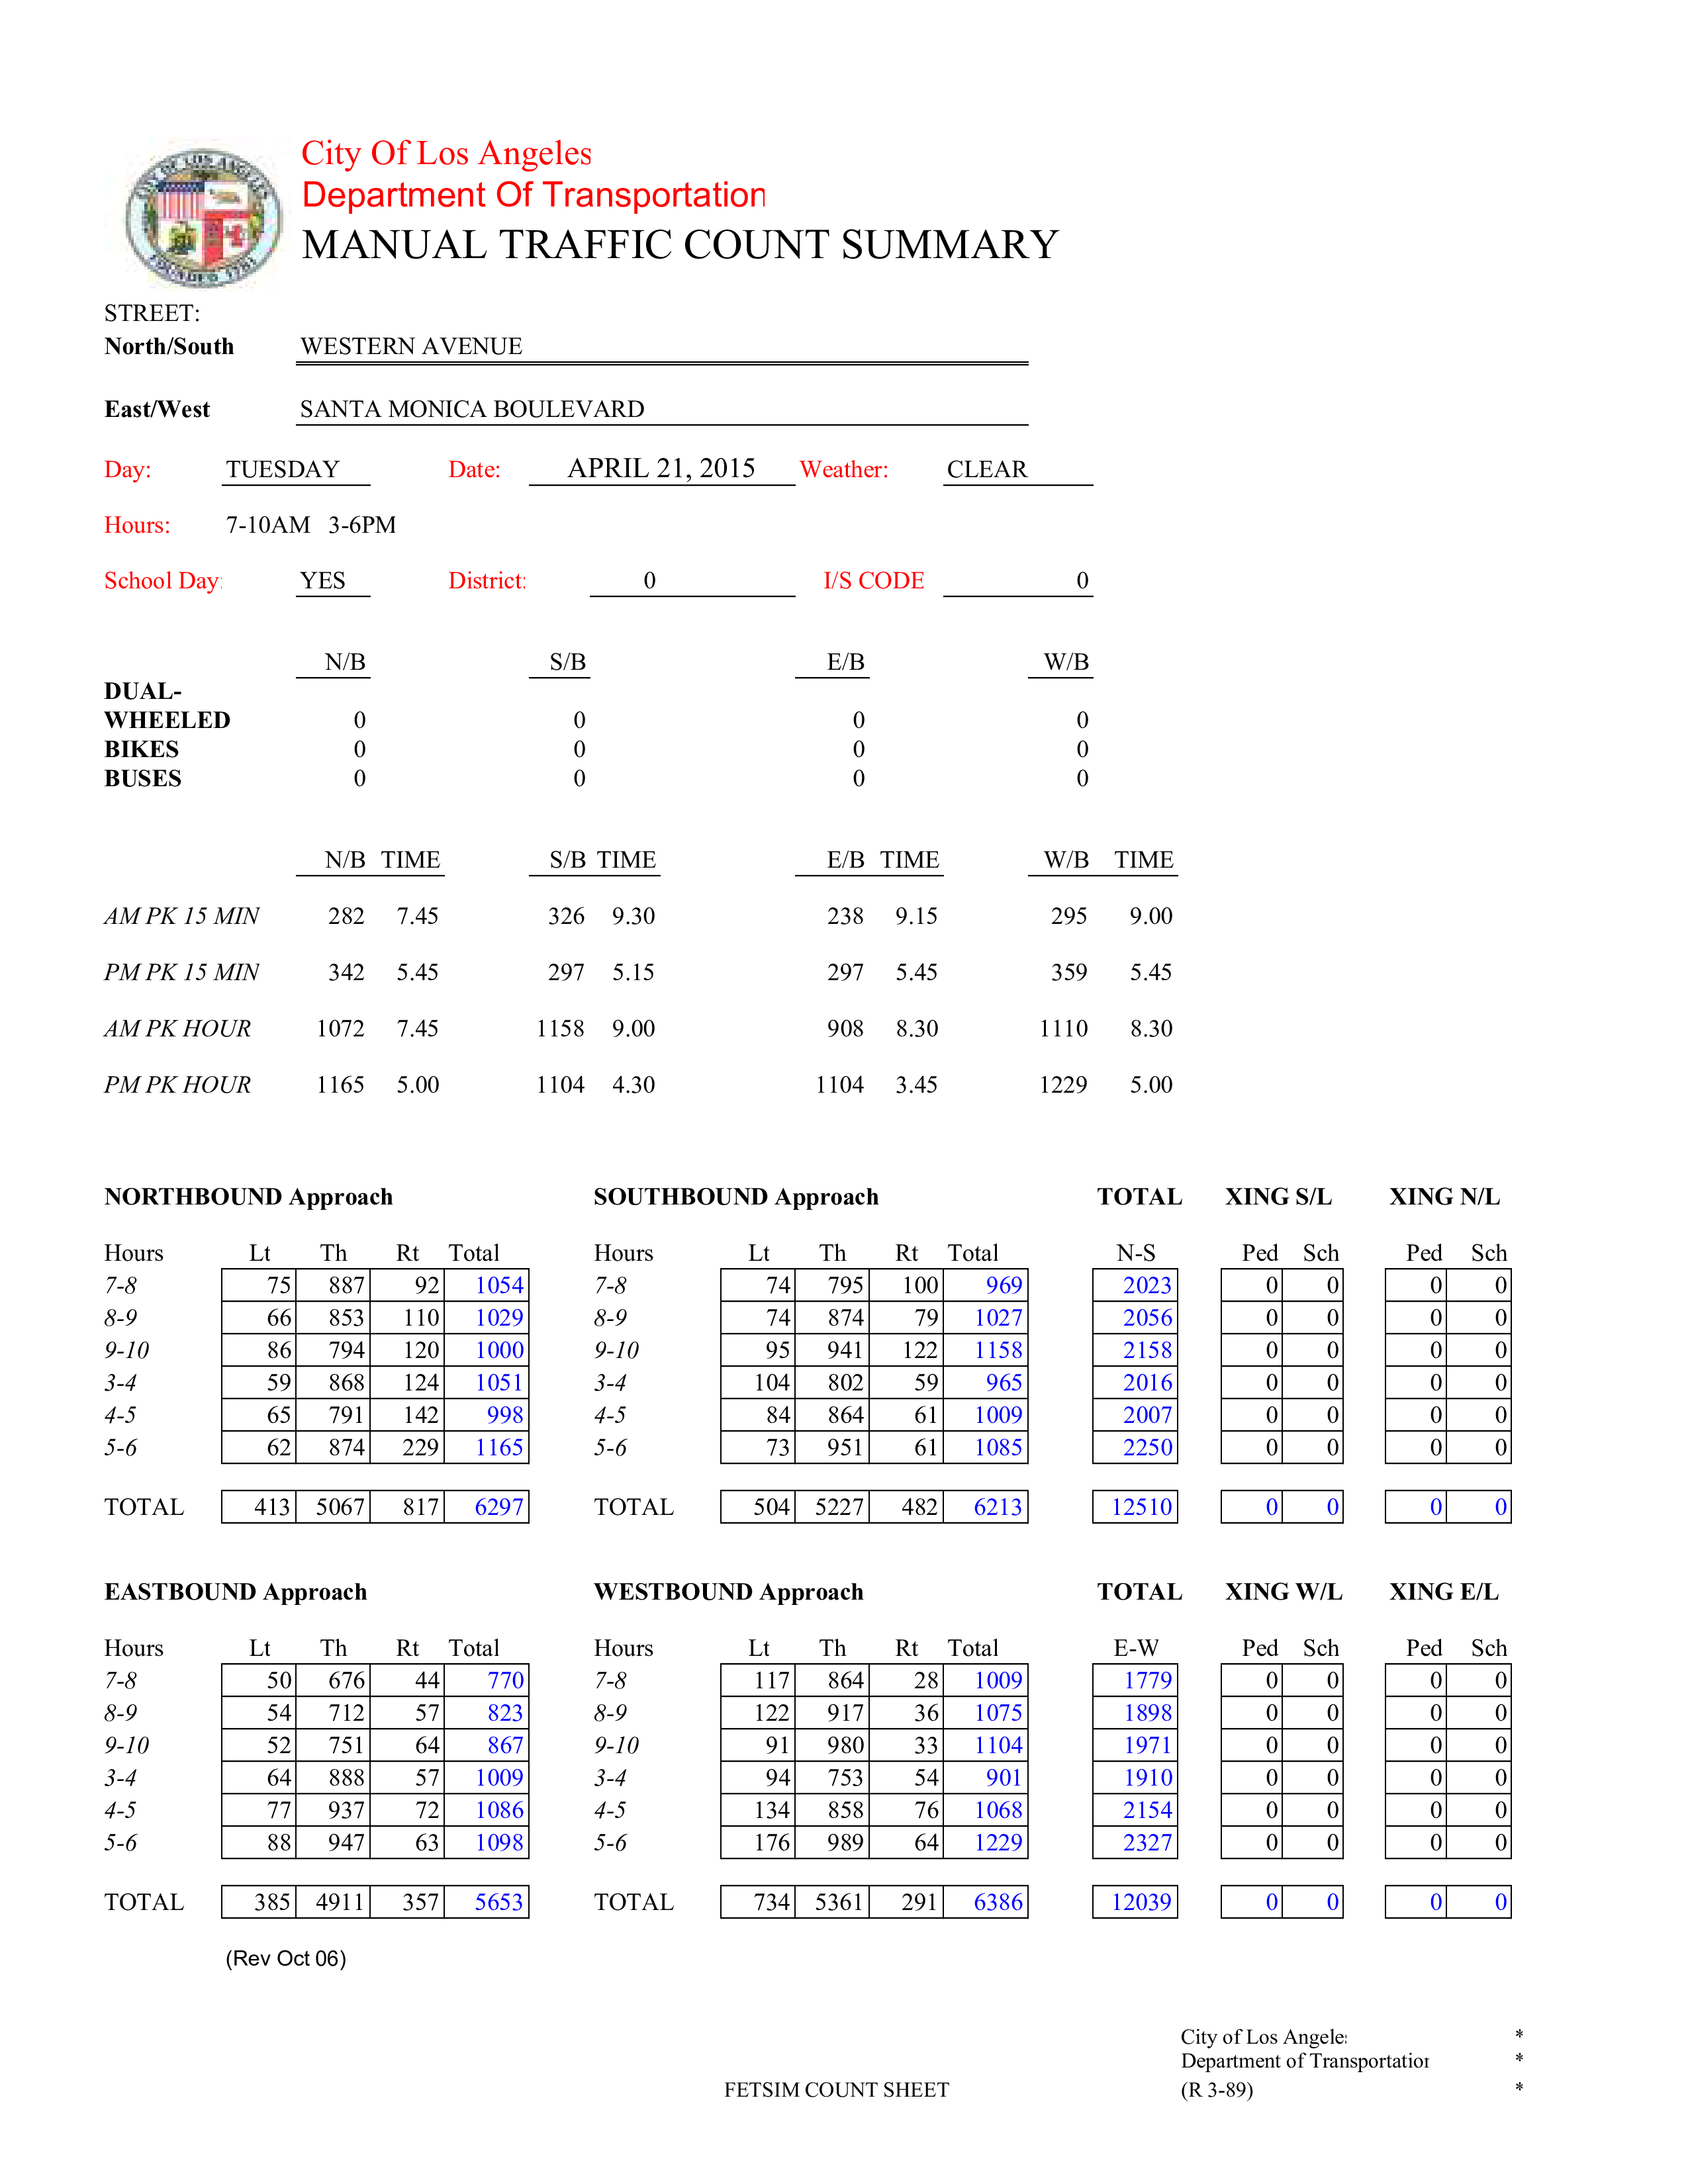 City Of Los Angeles
Department Of Transportation
MANUAL TRAFFIC COUNT SUMMARY
STREET:
North/South WESTERN AVENUE
East/West SANTA MONICA BOULEVARD
Day: TUESDAY Date: APRIL 21, 2015 Weather: CLEAR
Hours: 7-10AM 3-6PM
School Day: YES District: 0 I/S CODE 0
N/B S/B E/B W/B
DUAL-
WHEELED 0 0 0 0
BIKES 0 0 0 0
BUSES 0 0 0 0
N/B TIME S/B TIME E/B TIME W/B TIME
AM PK 15 MIN 282 7.45 326 9.30 238 9.15 295 9.00
PM PK 15 MIN 342 5.45 297 5.15 297 5.45 359 5.45
AM PK HOUR 1072 7.45 1158 9.00 908 8.30 1110 8.30
PM PK HOUR 1165 5.00 1104 4.30 1104 3.45 1229 5.00
NORTHBOUND Approach SOUTHBOUND Approach TOTAL XING S/L XING N/L
Hours Lt Th Rt Total Hours Lt Th Rt Total N-S Ped Sch Ped Sch
7-8 75 887 92 1054 7-8 74 795 100 969 2023 0 0 0 0
8-9 66 853 110 1029 8-9 74 874 79 1027 2056 0 0 0 0
9-10 86 794 120 1000 9-10 95 941 122 1158 2158 0 0 0 0
3-4 59 868 124 1051 3-4 104 802 59 965 2016 0 0 0 0
4-5 65 791 142 998 4-5 84 864 61 1009 2007 0 0 0 0
5-6 62 874 229 1165 5-6 73 951 61 1085 2250 0 0 0 0
TOTAL 413 5067 817 6297 TOTAL 504 5227 482 6213 12510 0 0 0 0
EASTBOUND Approach WESTBOUND Approach TOTAL XING W/L XING E/L
Hours Lt Th Rt Total Hours Lt Th Rt Total E-W Ped Sch Ped Sch
7-8 50 676 44 770 7-8 117 864 28 1009 1779 0 0 0 0
8-9 54 712 57 823 8-9 122 917 36 1075 1898 0 0 0 0
9-10 52 751 64 867 9-10 91 980 33 1104 1971 0 0 0 0
3-4 64 888 57 1009 3-4 94 753 54 901 1910 0 0 0 0
4-5 77 937 72 1086 4-5 134 858 76 1068 2154 0 0 0 0
5-6 88 947 63 1098 5-6 176 989 64 1229 2327 0 0 0 0
TOTAL 385 4911 357 5653 TOTAL 734 5361 291 6386 12039 0 0 0 0
(Rev Oct 06)
City of Los Angeles *
Department of Transportation *
FETSIM COUNT SHEET (R 3-89) *